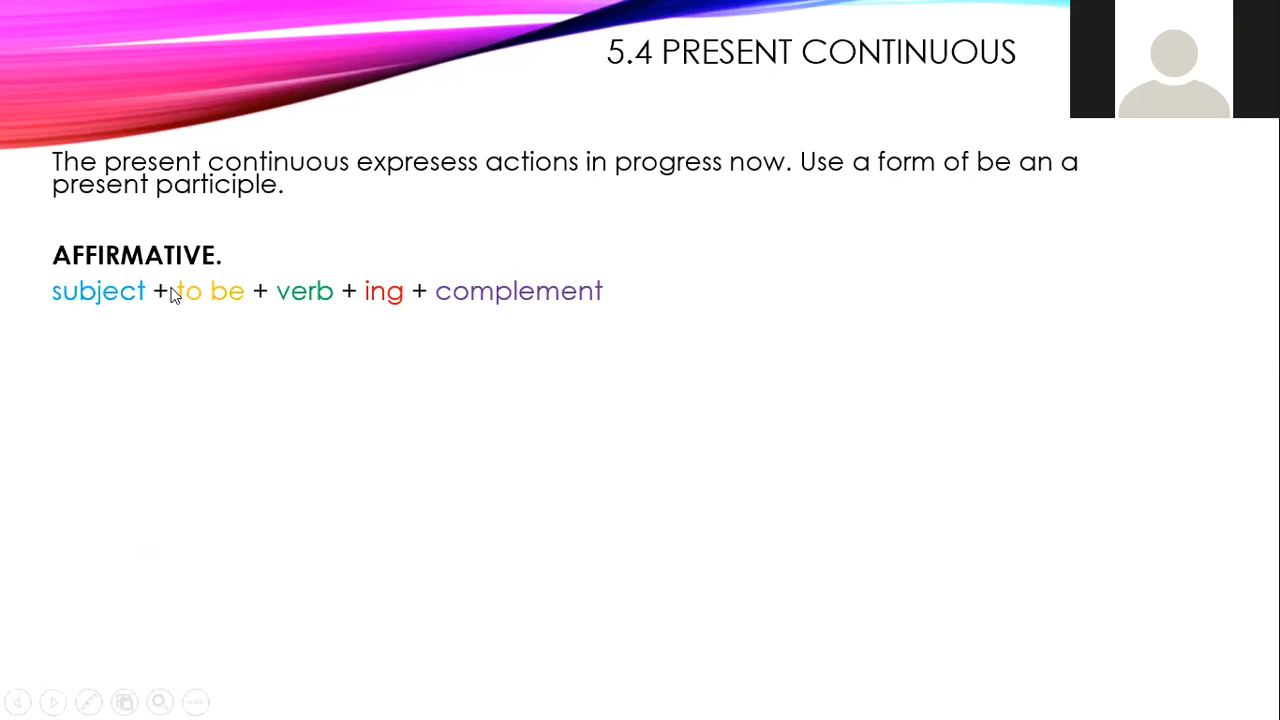 5.4 PRESENT CONTINUOUS
The present continuous expresess actions in progress now. Use a form of be an a
present participle.
AFFIRMATIVE.
subject + to be + verb + ing + complement